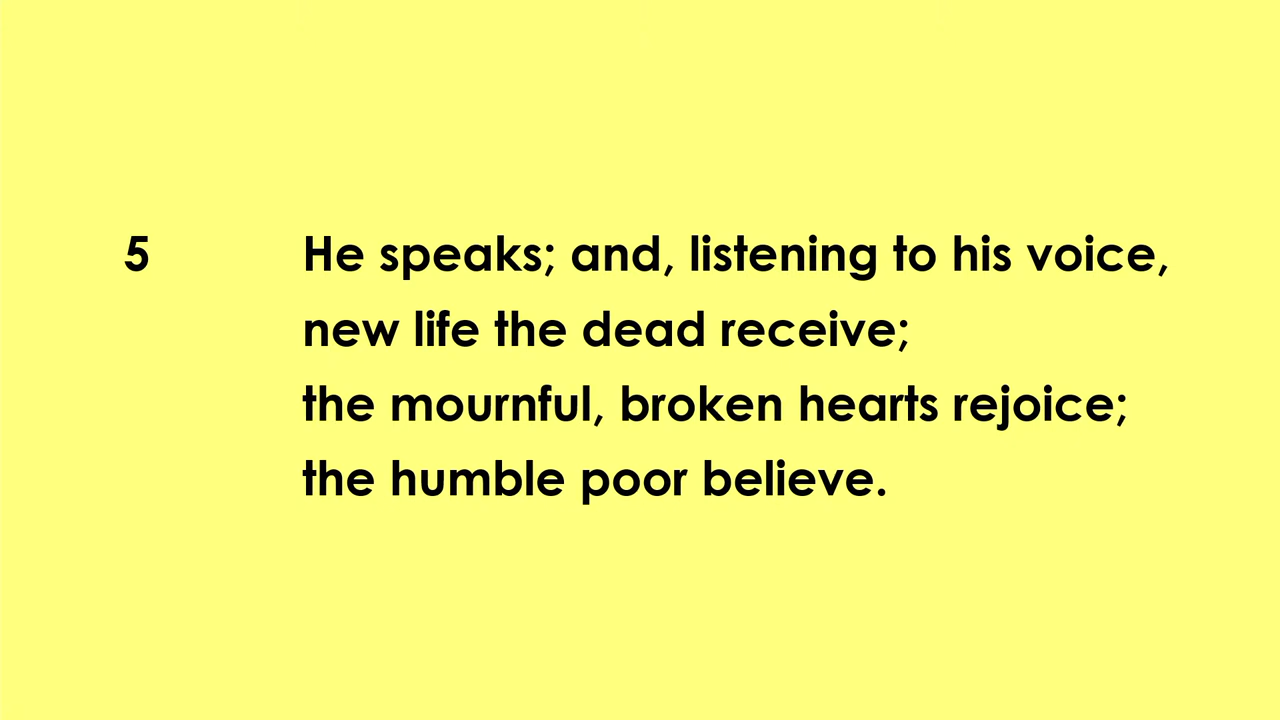 5 He speaks; and, listening to his voice,
new life the dead receive;
the mournful, broken hearts rejoice;
the humble poor believe.